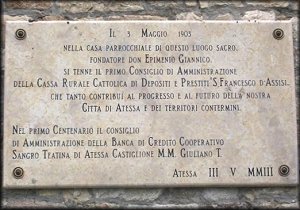 IL 3 MAGGIO 1903
NELLA CASA PARROCCHIALE DI QUESTO LUOGO SACRO,
FONDATORE DON EPIMENIO GIANNICO,
SI TENNE IL PRIMO CONSIGLIO DI AMMINISTRAZIONE
DELLA CASSA RURALE CATTOLICA DI DEPOSITI E PRESTITI "S. FRANCESCO D'ASSISI",
CHE TANTO CONTRIBUÌ AL PROGRESSO E AL FUTURO DELLA NOSTRA
CITTÀ DI ATESSA E DEI TERRITORI CONTERMINI.
NEL PRIMO CENTENARIO IL CONSIGLIO
DI AMMINISTRAZIONE DELLA BANCA DI CREDITO COOPERATIVO
SANGRO TEATINA DI ATESSA CASTIGLIONE M.M. GIULIANO T.
ATESSA III V MMIII